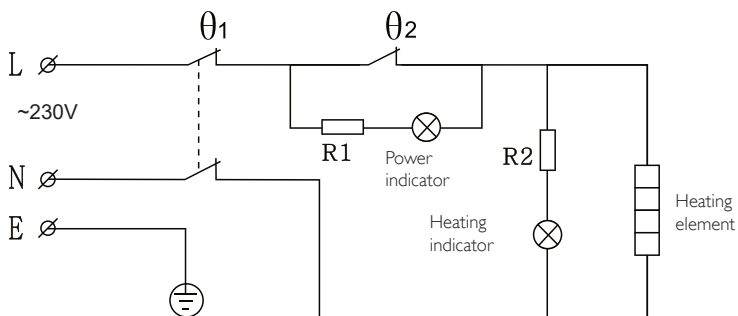 θ1
θ2
L
~230V
R1
Power
indicator
R2
N
Heating
element
E
Heating
indicator